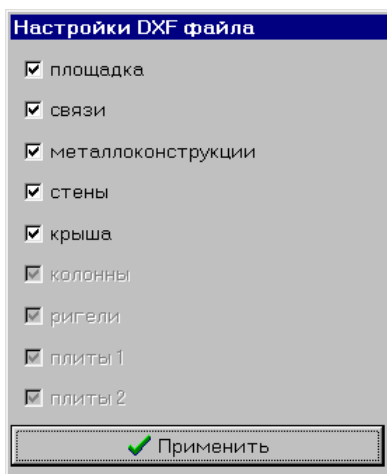 Настройки DXF файла
площадка
связи
металлоконструкции
стены
крыша
колонны
ригели
плиты 1
плиты 2
Применить